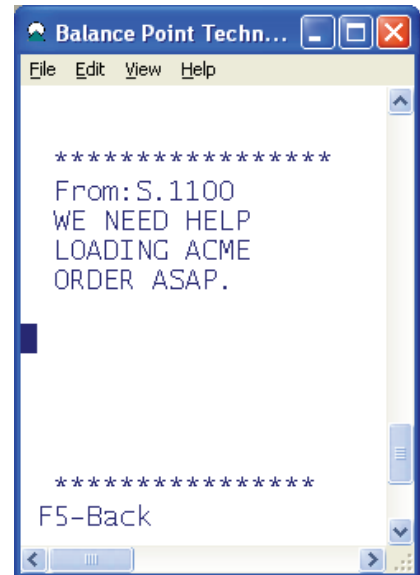 Balance Point Techn...
File Edit View Help
*****************
From:S.1100
WE NEED HELP
LOADING ACME
ORDER ASAP.
****************
F5-Back